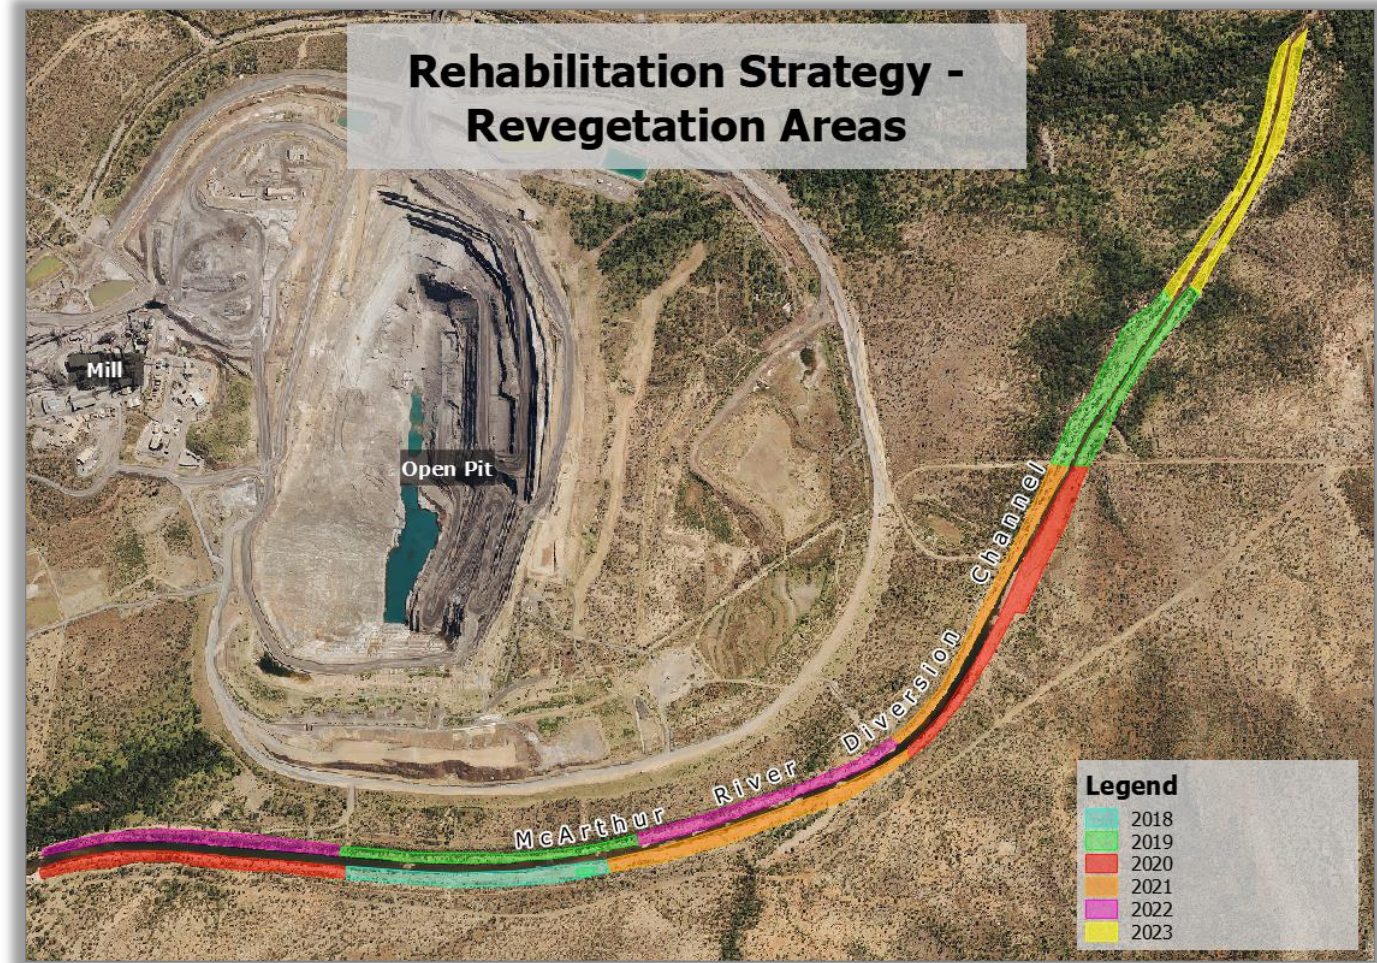 Rehabilitation Strategy -
Revegetation Areas
Mill
Open Pit
McArthur River Diversion Channel
Legend
2018
2019
2020
2021
2022
2023